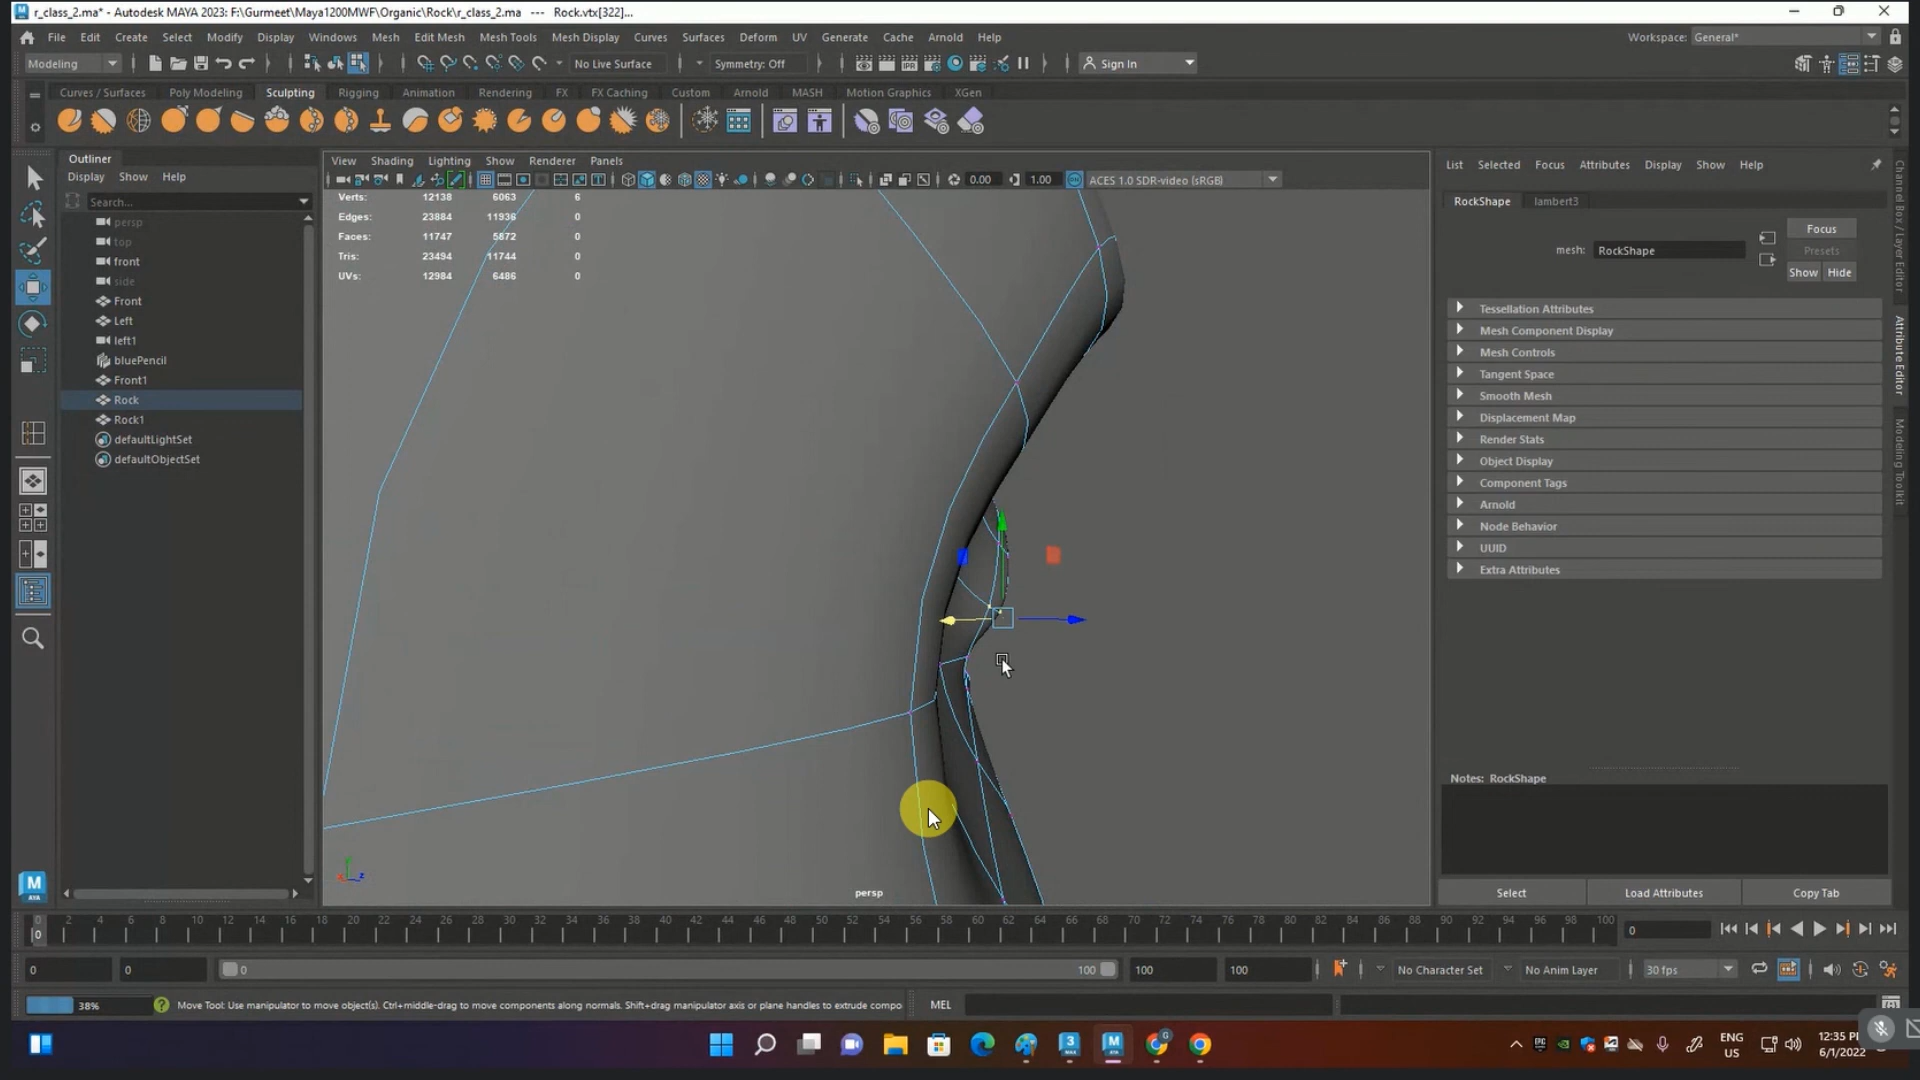 r_class_2.ma* - Autodesk MAYA 2023: F:\Gurmeet\Maya1200MWF\Organic\Rock\r_class_2.ma --- Rock.vtx[322]...
File Edit Create Select Modify Display Windows Mesh Edit Mesh Mesh Tools Mesh Display Curves Surfaces Deform UV Generate Cache Arnold Help
Workspace: General*
Modeling No Live Surface Symmetry: Off Sign In
Curves / Surfaces Poly Modeling Sculpting Rigging Animation Rendering FX FX Caching Custom Arnold MASH Motion Graphics XGen
Outliner
Display Show Help
Search...
persp
top
front
side
Front
Left
left1
bluePencil
Front1
Rock
Rock1
defaultLightSet
defaultObjectSet
View Shading Lighting Show Renderer Panels
0.00 1.00 ACES 1.0 SDR-video (sRGB)
Verts: 12138 6063 6
Edges: 23884 11936 0
Faces: 11747 5872 0
Tris: 23494 11744 0
UVs: 12984 6486 0
persp
List Selected Focus Attributes Display Show Help
RockShape lambert3
Focus
mesh: RockShape
Presets
Show Hide
Tessellation Attributes
Mesh Component Display
Mesh Controls
Tangent Space
Smooth Mesh
Displacement Map
Render Stats
Object Display
Component Tags
Arnold
Node Behavior
UUID
Extra Attributes
Notes: RockShape
Select Load Attributes Copy Tab
Channel Box / Layer Editor
Attribute Editor
Modeling Toolkit
0 2 4 6 8 10 12 14 16 18 20 22 24 26 28 30 32 34 36 38 40 42 44 46 48 50 52 54 56 58 60 62 64 66 68 70 72 74 76 78 80 82 84 86 88 90 92 94 96 98 100
0 0
0 0 0 100 100 100 No Character Set No Anim Layer 30 fps
38% Move Tool: Use manipulator to move object(s). Ctrl+middle-drag to move components along normals. Shift+drag manipulator axis or plane handles to extrude compo
MEL
ENG
US
12:35 P
6/1/2022